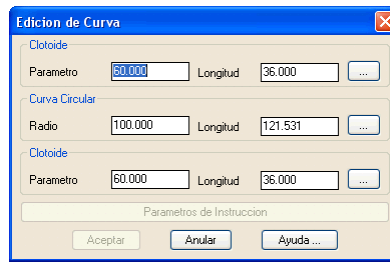 Edicion de Curva
Clotoide
Parametro 60.000 Longitud 36.000 ...
Curva Circular
Radio 100.000 Longitud 121.531 ...
Clotoide
Parametro 60.000 Longitud 36.000 ...
Parametros de Instruccion
Aceptar Anular Ayuda ...